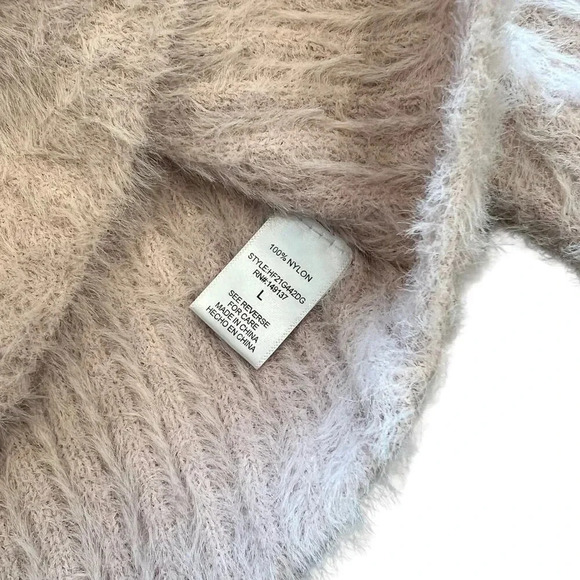 100% NYLON
STYLE:HF21G442DG
RN#:149137
L
SEE REVERSE
FOR CARE
MADE IN CHINA
HECHO EN CHINA